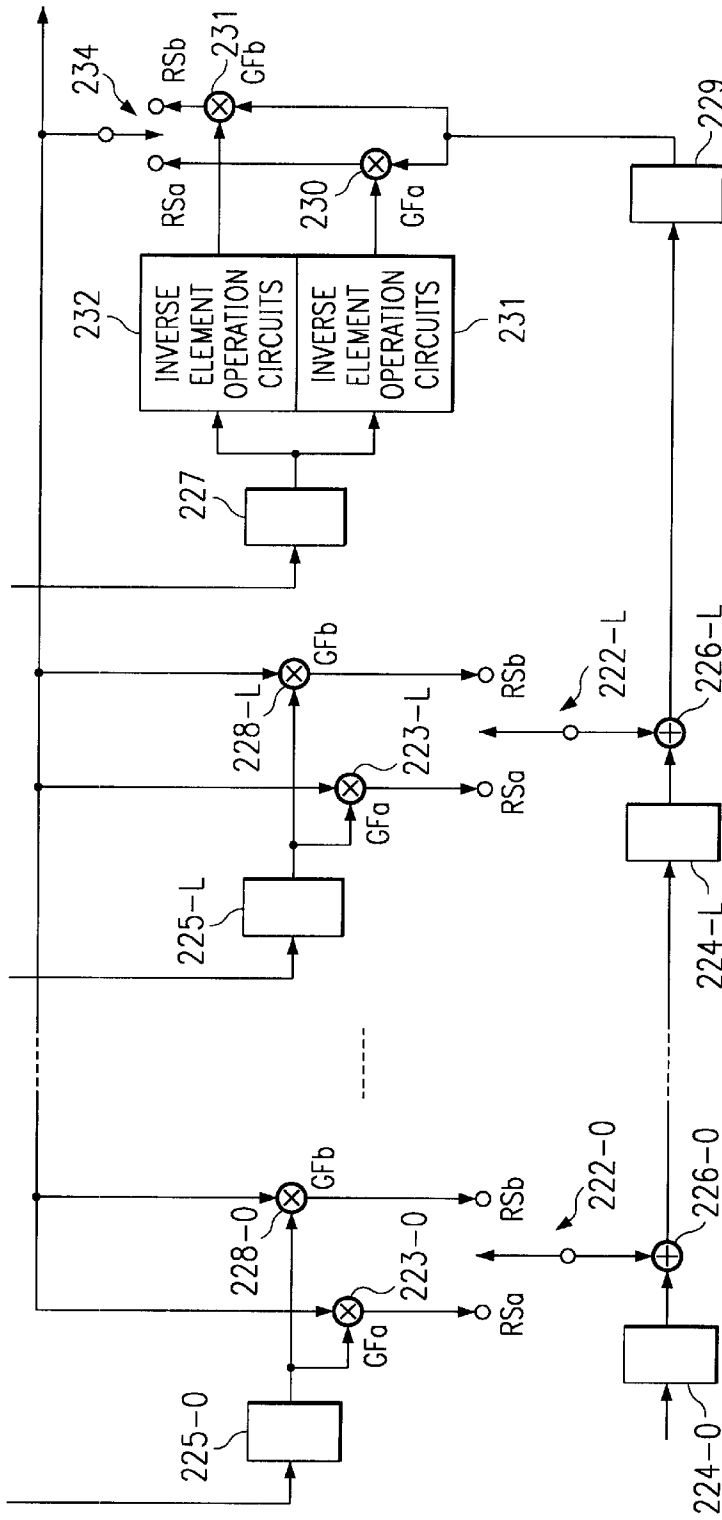 234
RSa
RSb
231
GFb
230
GFa
232
INVERSE
ELEMENT
OPERATION
CIRCUITS
INVERSE
ELEMENT
OPERATION
CIRCUITS
231
227
229
228-L
GFb
223-L
GFa
225-L
RSa
RSb
222-L
226-L
224-L
228-0
GFb
223-0
GFa
225-0
RSa
RSb
222-0
226-0
224-0